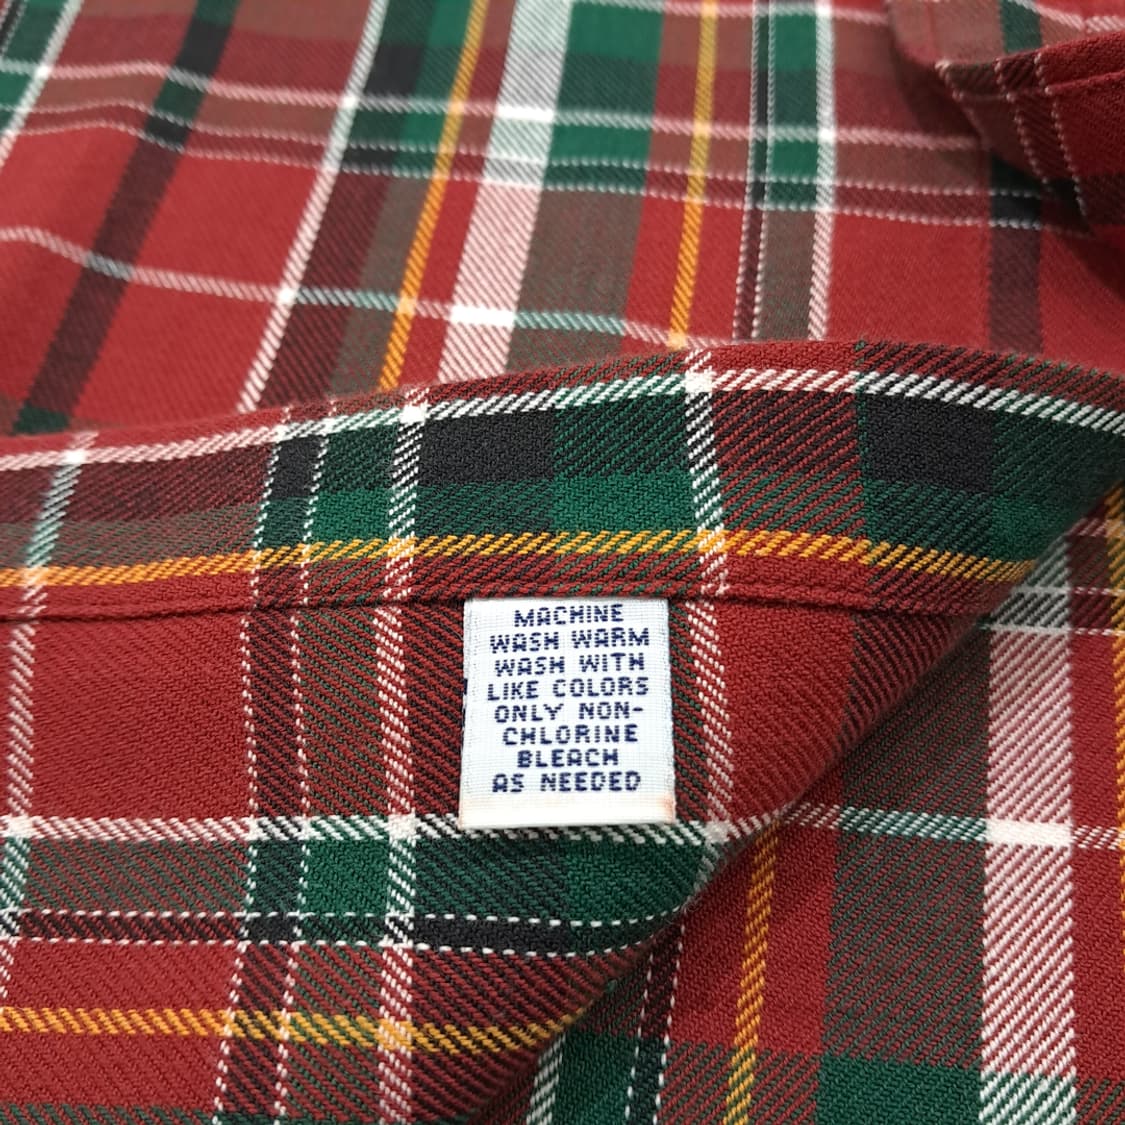 MACHINE
WASH WARM
WASH WITH
LIKE COLORS
ONLY NON-
CHLORINE
BLEACH
AS NEEDED